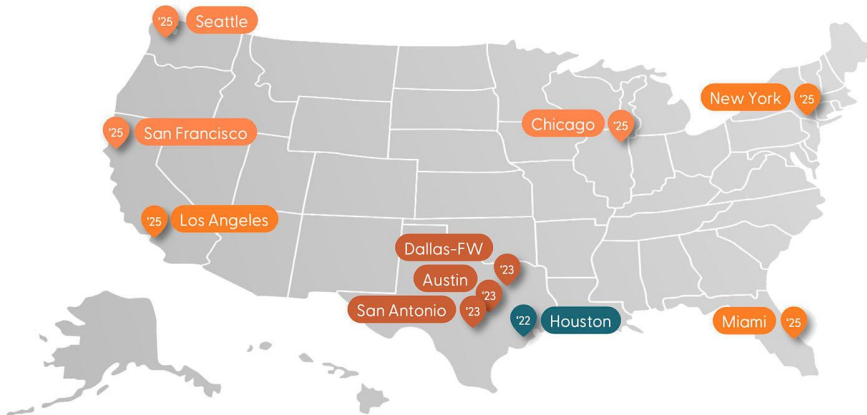 '25 Seattle
New York '25
Chicago '25
'25 San Francisco
'25 Los Angeles
Dallas-FW '23
Austin '23
San Antonio '23
'22 Houston
Miami '25